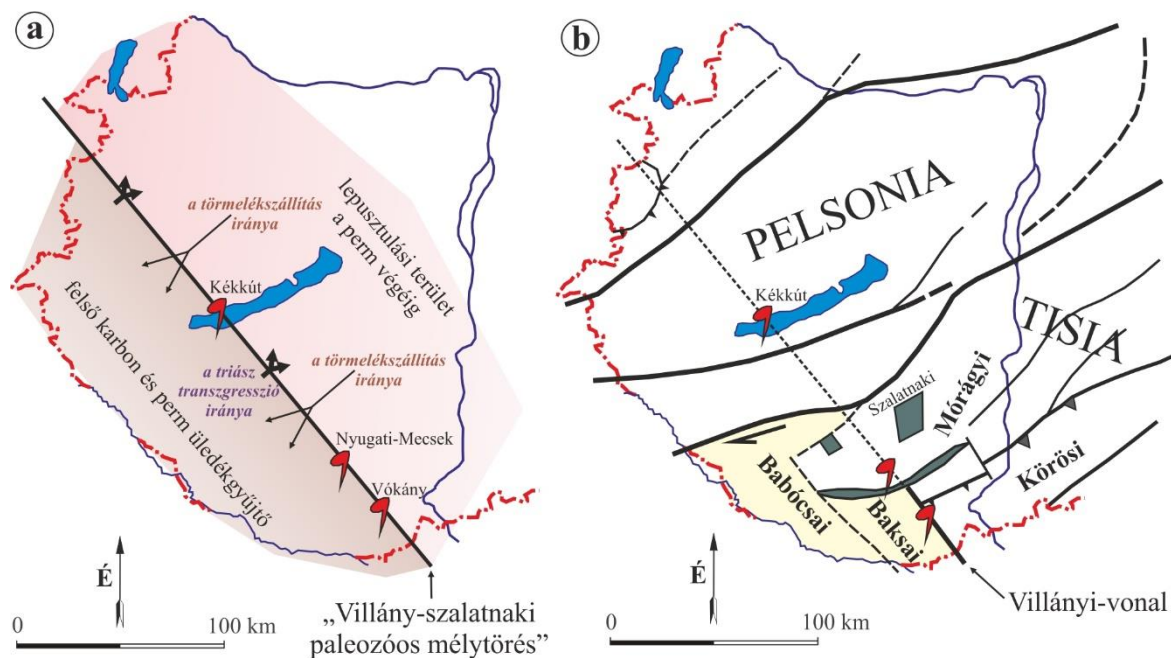 a
a törmelékszállítás
iránya
lepusztulási terület
a perm végéig
Kékkút
felső karbon és perm üledékgyűjtő
a triász
transzgresszió
iránya
a törmelékszállítás
iránya
Nyugati-Mecsek
Vókány
É
0
100 km
„Villány-szalatnaki
paleozóos mélytörés”
b
PELSONIA
Kékkút
TISIA
Szalatnaki
Mórágyi
Körösi
Babócsai
Baksai
É
0
100 km
Villányi-vonal